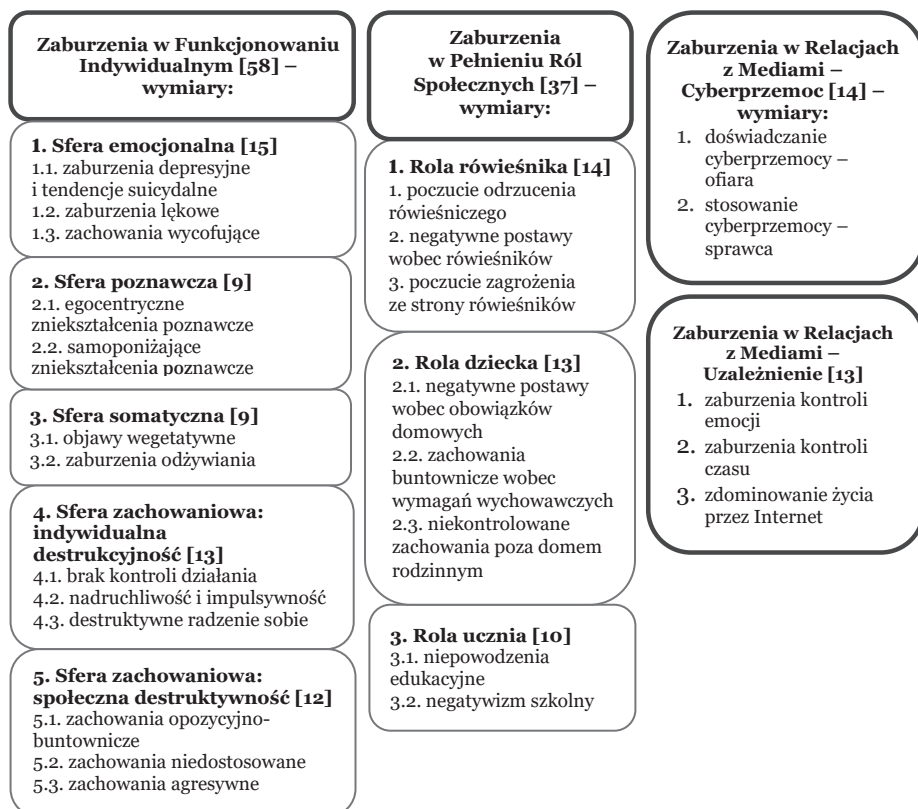 Zaburzenia w Funkcjonowaniu
Indywidualnym [58] –
wymiary:
1. Sfera emocjonalna [15]
1.1. zaburzenia depresyjne
i tendencje suicydalne
1.2. zaburzenia lękowe
1.3. zachowania wycofujące
2. Sfera poznawcza [9]
2.1. egocentryczne
zniekształcenia poznawcze
2.2. samoponiżające
zniekształcenia poznawcze
3. Sfera somatyczna [9]
3.1. objawy wegetatywne
3.2. zaburzenia odżywiania
4. Sfera zachowaniowa:
indywidualna
destrukcyjność [13]
4.1. brak kontroli działania
4.2. nadruchliwość i impulsywność
4.3. destruktywne radzenie sobie
5. Sfera zachowaniowa:
społeczna destruktywność [12]
5.1. zachowania opozycyjno-
buntownicze
5.2. zachowania niedostosowane
5.3. zachowania agresywne
Zaburzenia
w Pełnieniu Ról
Społecznych [37] –
wymiary:
1. Rola rówieśnika [14]
1. poczucie odrzucenia
rówieśniczego
2. negatywne postawy
wobec rówieśników
3. poczucie zagrożenia
ze strony rówieśników
2. Rola dziecka [13]
2.1. negatywne postawy
wobec obowiązków
domowych
2.2. zachowania
buntownicze wobec
wymagań wychowawczych
2.3. niekontrolowane
zachowania poza domem
rodzinnym
3. Rola ucznia [10]
3.1. niepowodzenia
edukacyjne
3.2. negatywizm szkolny
Zaburzenia w Relacjach
z Mediami –
Cyberprzemoc [14] –
wymiary:
1. doświadczanie
cyberprzemocy –
ofiara
2. stosowanie
cyberprzemocy –
sprawca
Zaburzenia w Relacjach
z Mediami –
Uzależnienie [13]
1. zaburzenia kontroli
emocji
2. zaburzenia kontroli
czasu
3. zdominowanie życia
przez Internet